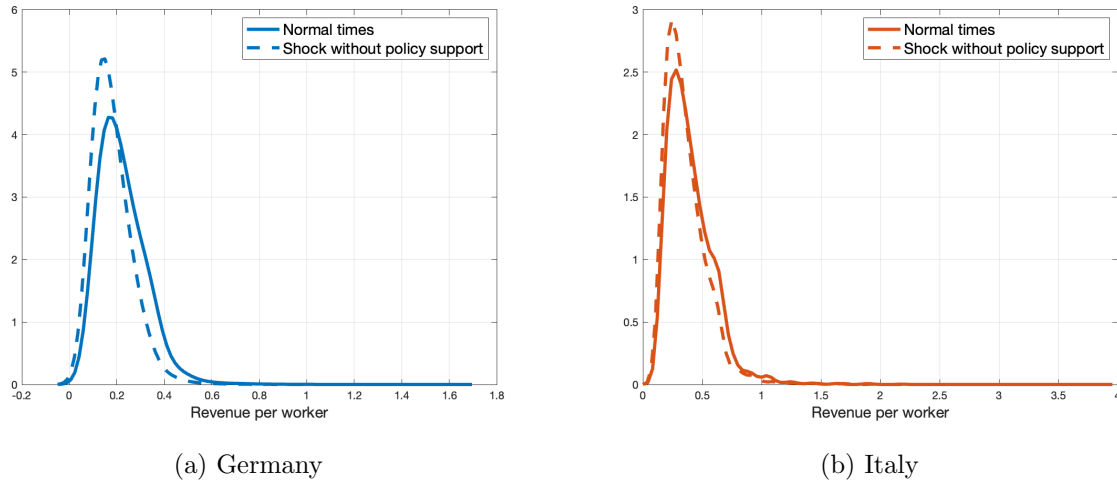 6
5
4
3
2
1
0
Normal times
Shock without policy support
-0.2 0 0.2 0.4 0.6 0.8 1 1.2 1.4 1.6 1.8
Revenue per worker
(a) Germany
3
2.5
2
1.5
1
0.5
0
Normal times
Shock without policy support
0 0.5 1 1.5 2 2.5 3 3.5 4
Revenue per worker
(b) Italy